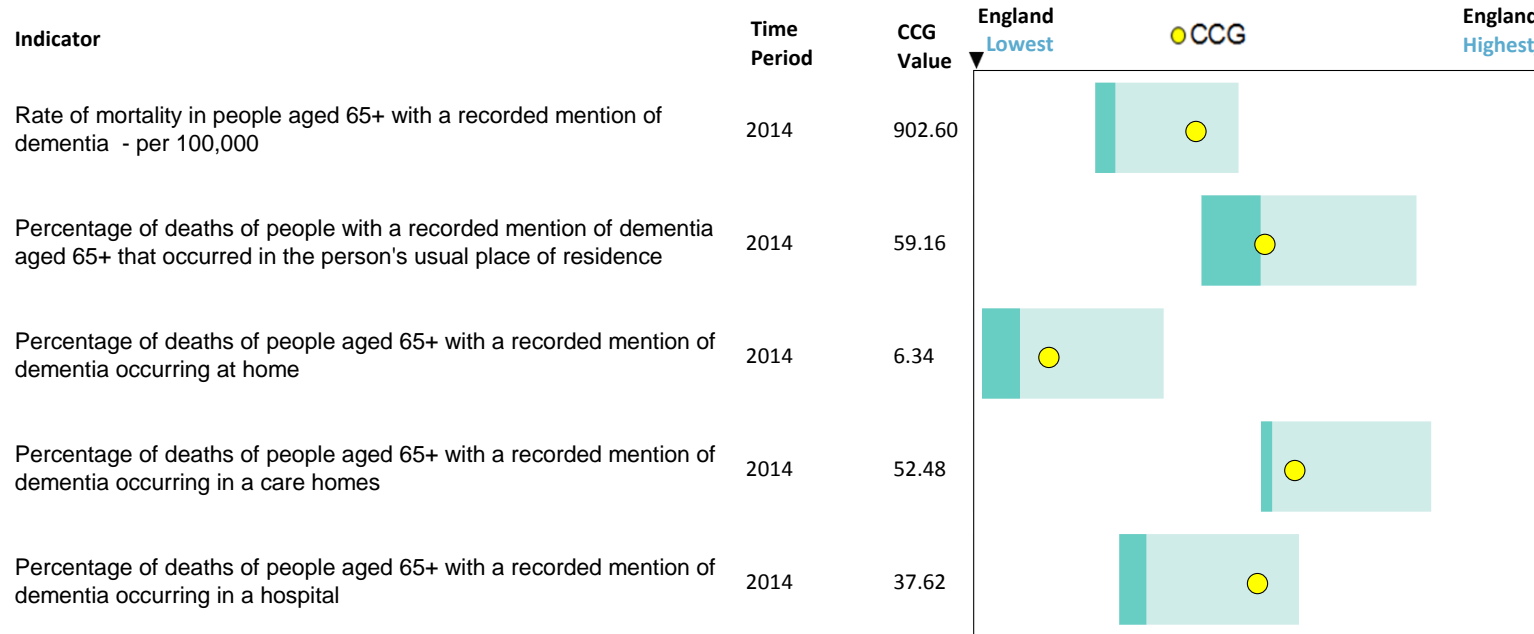 Indicator
Time Period
CCG Value
England Lowest
CCG
England Highest
Rate of mortality in people aged 65+ with a recorded mention of
dementia - per 100,000
2014
902.60
Percentage of deaths of people with a recorded mention of dementia
aged 65+ that occurred in the person's usual place of residence
2014
59.16
Percentage of deaths of people aged 65+ with a recorded mention of
dementia occurring at home
2014
6.34
Percentage of deaths of people aged 65+ with a recorded mention of
dementia occurring in a care homes
2014
52.48
Percentage of deaths of people aged 65+ with a recorded mention of
dementia occurring in a hospital
2014
37.62